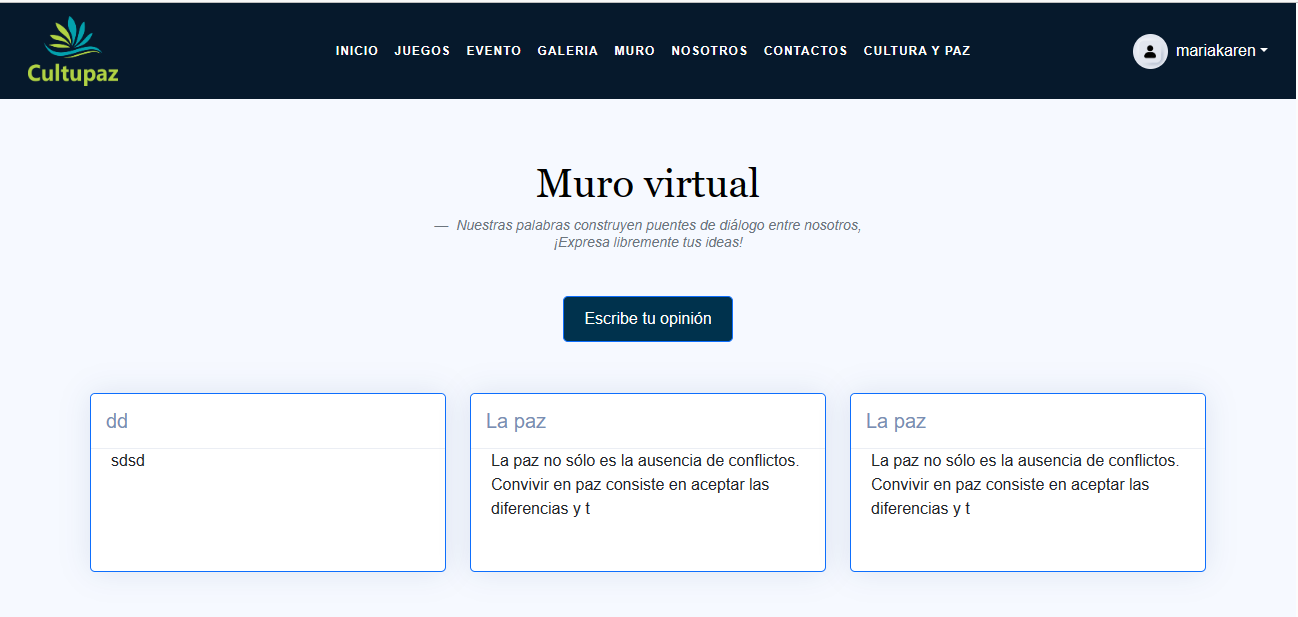 Cultupaz
INICIO JUEGOS EVENTO GALERIA MURO NOSOTROS CONTACTOS CULTURA Y PAZ
mariakaren
Muro virtual
— Nuestras palabras construyen puentes de diálogo entre nosotros,
¡Expresa libremente tus ideas!
Escribe tu opinión
dd
sdsd
La paz
La paz no sólo es la ausencia de conflictos.
Convivir en paz consiste en aceptar las
diferencias y t
La paz
La paz no sólo es la ausencia de conflictos.
Convivir en paz consiste en aceptar las
diferencias y t